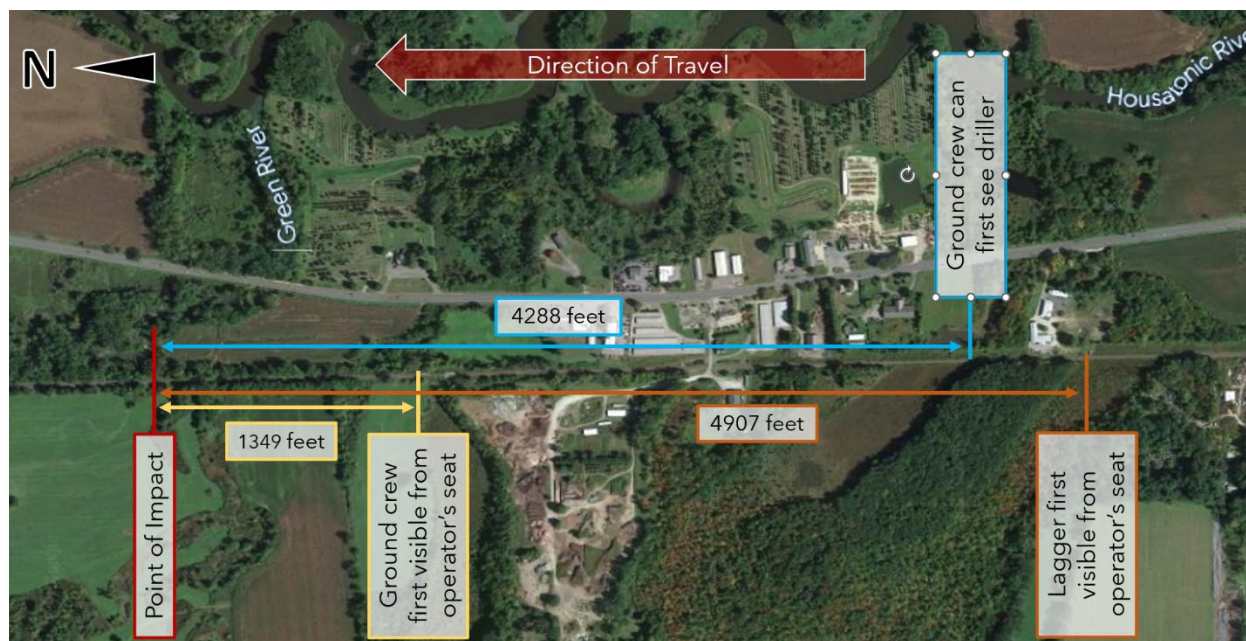 N
Direction of Travel
Housatonic River
Green River
Ground crew can
first see driller
4288 feet
1349 feet
4907 feet
Point of Impact
Ground crew
first visible from
operator's seat
Lagger first
visible from
operator's seat